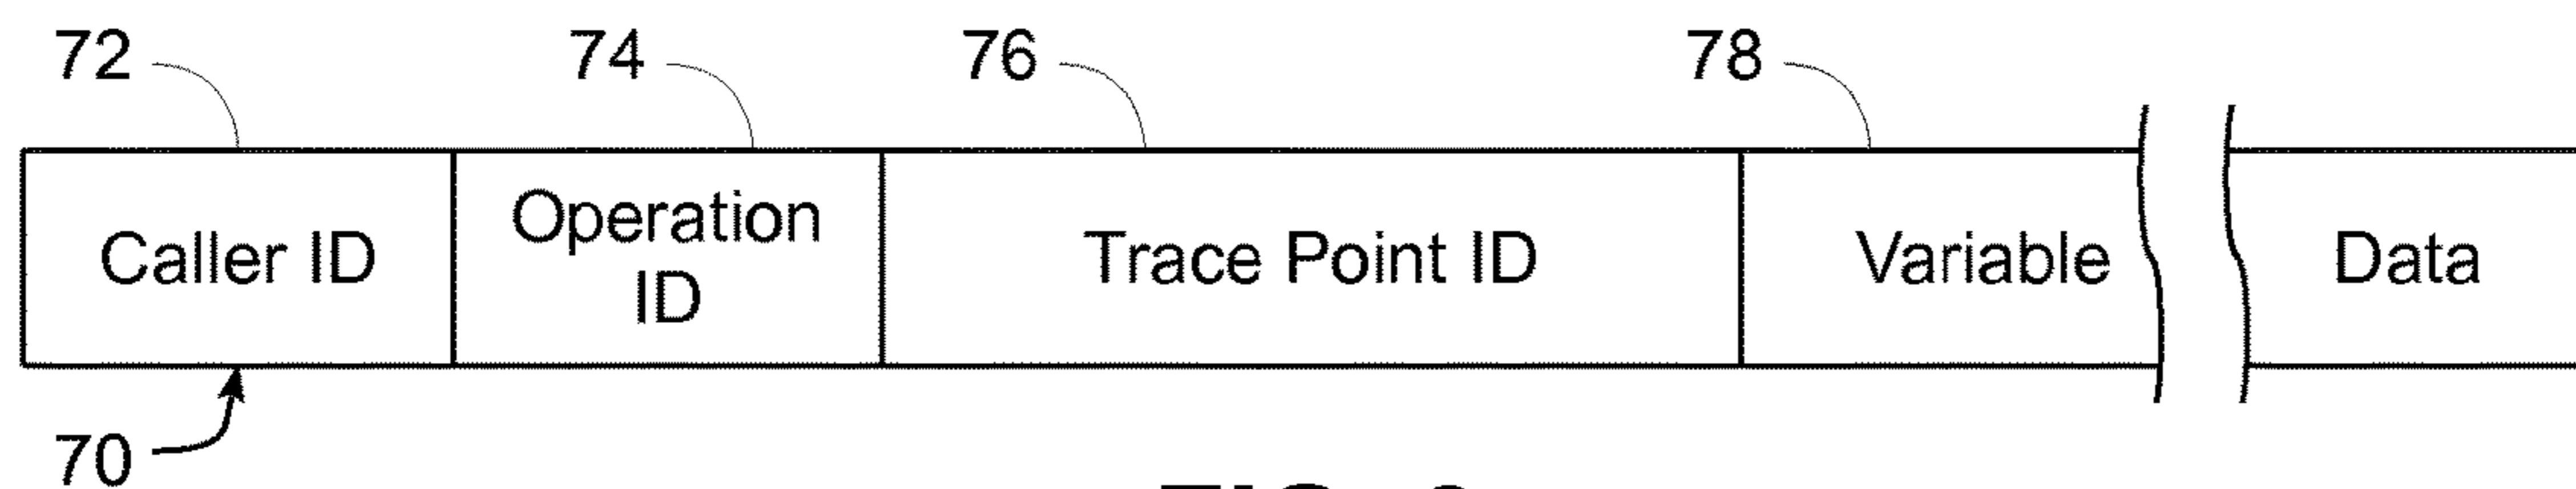 72 74 76 78
Caller ID Operation ID Trace Point ID Variable Data
70